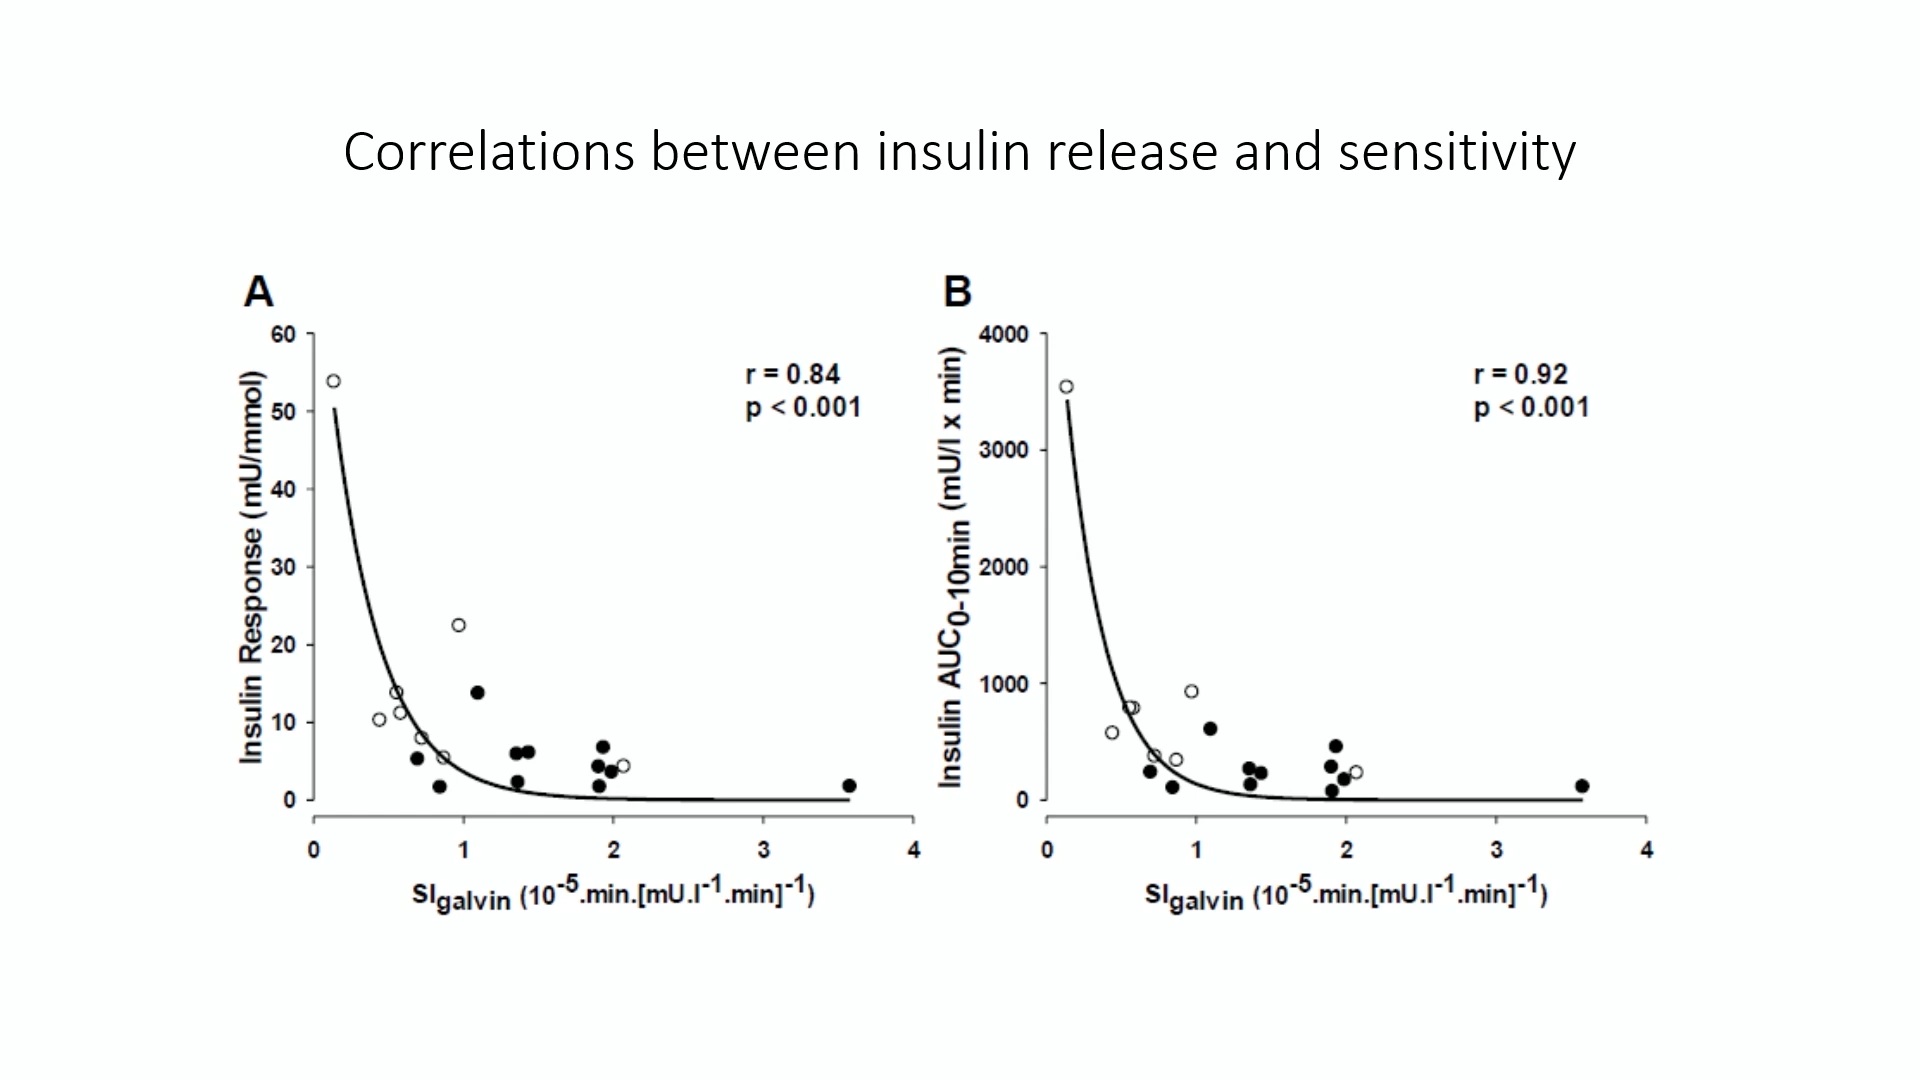 Correlations between insulin release and sensitivity
A
60
50
40
30
20
10
0
Insulin Response (mU/mmol)
r = 0.84
p < 0.001
0 1 2 3 4
SIgalvin (10-5.min.[mU.l-1.min]-1)
B
4000
3000
2000
1000
0
Insulin AUC0-10min (mU/l x min)
r = 0.92
p < 0.001
0 1 2 3 4
SIgalvin (10-5.min.[mU.l-1.min]-1)